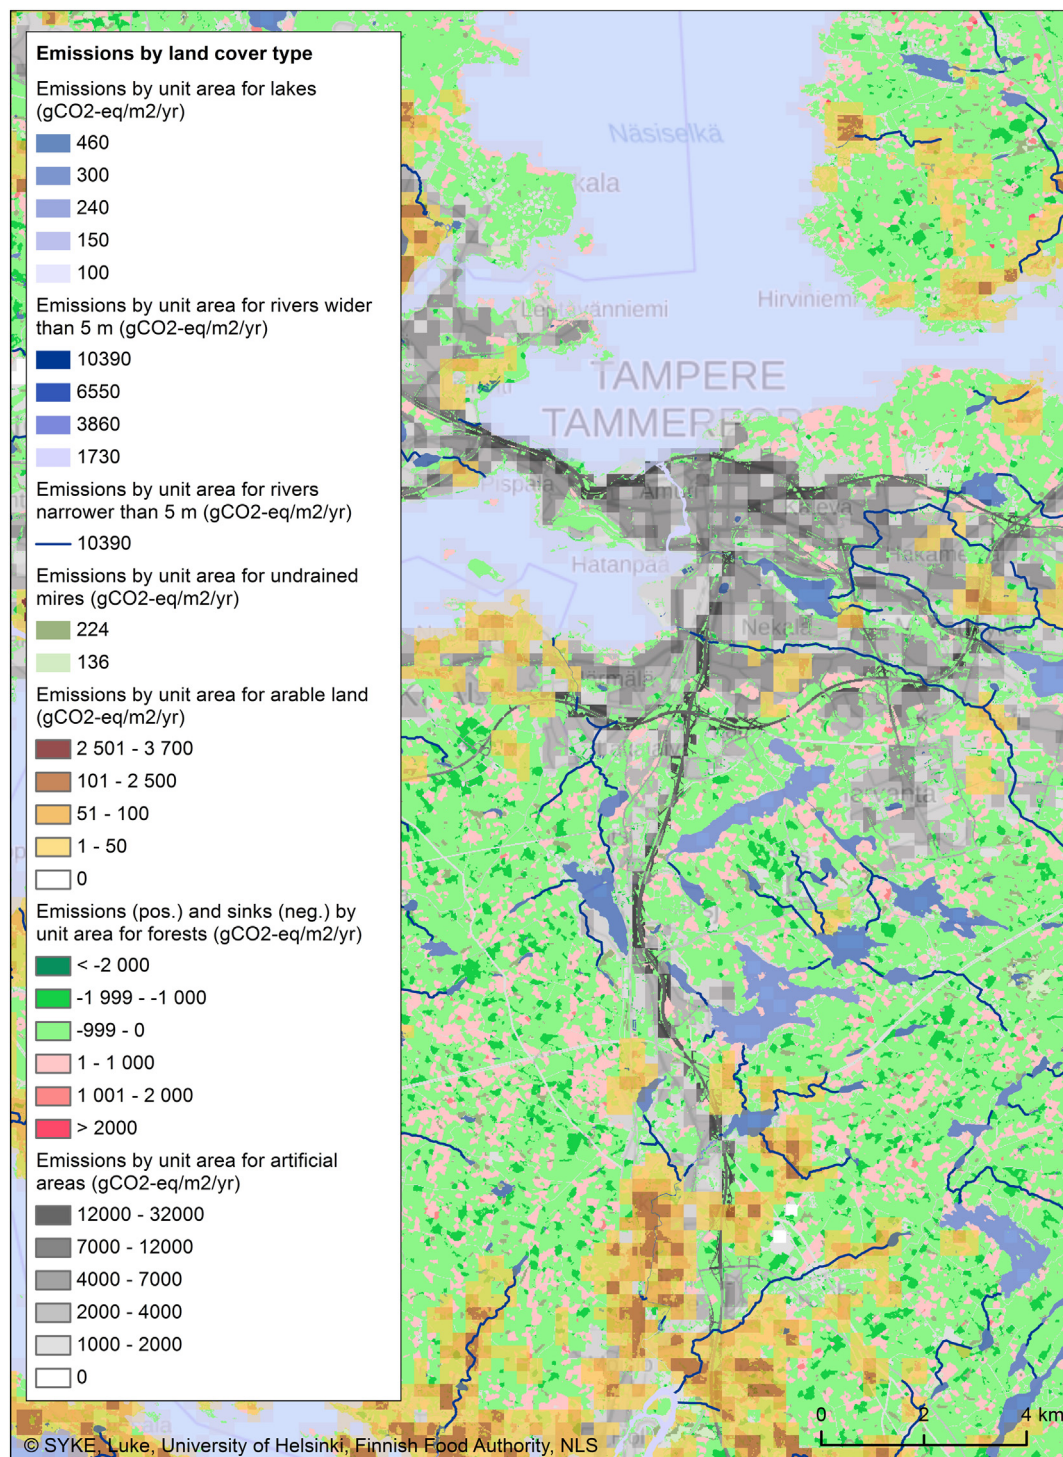 Emissions by land cover type
Emissions by unit area for lakes
(gCO2-eq/m2/yr)
460
300
240
150
100
Emissions by unit area for rivers wider
than 5 m (gCO2-eq/m2/yr)
10390
6550
3860
1730
Emissions by unit area for rivers
narrower than 5 m (gCO2-eq/m2/yr)
10390
Emissions by unit area for undrained
mires (gCO2-eq/m2/yr)
224
136
Emissions by unit area for arable land
(gCO2-eq/m2/yr)
2 501 - 3 700
101 - 2 500
51 - 100
1 - 50
0
Emissions (pos.) and sinks (neg.) by
unit area for forests (gCO2-eq/m2/yr)
< -2 000
-1 999 - -1 000
-999 - 0
1 - 1 000
1 001 - 2 000
> 2000
Emissions by unit area for artificial
areas (gCO2-eq/m2/yr)
12000 - 32000
7000 - 12000
4000 - 7000
2000 - 4000
1000 - 2000
0
Näsiselkä
kala
Hirviniemi
Lentävänniemi
TAMPERE
TAMMERFOR
Pispala
Amuri
Kaleva
Hatanpää
Nekala
0 2 4 km
© SYKE, Luke, University of Helsinki, Finnish Food Authority, NLS